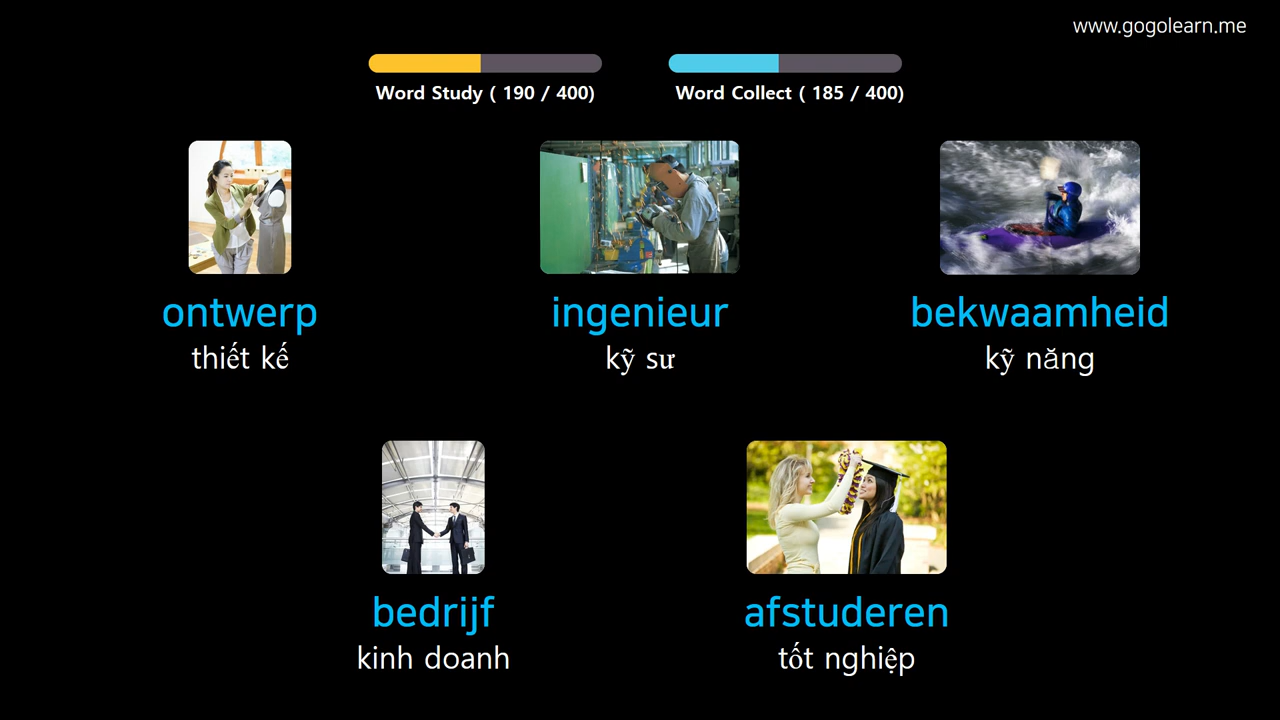 www.gogolearn.me
Word Study ( 190 / 400)
Word Collect ( 185 / 400)
ontwerp
thiết kế
ingenieur
kỹ sư
bekwaamheid
kỹ năng
bedrijf
kinh doanh
afstuderen
tốt nghiệp